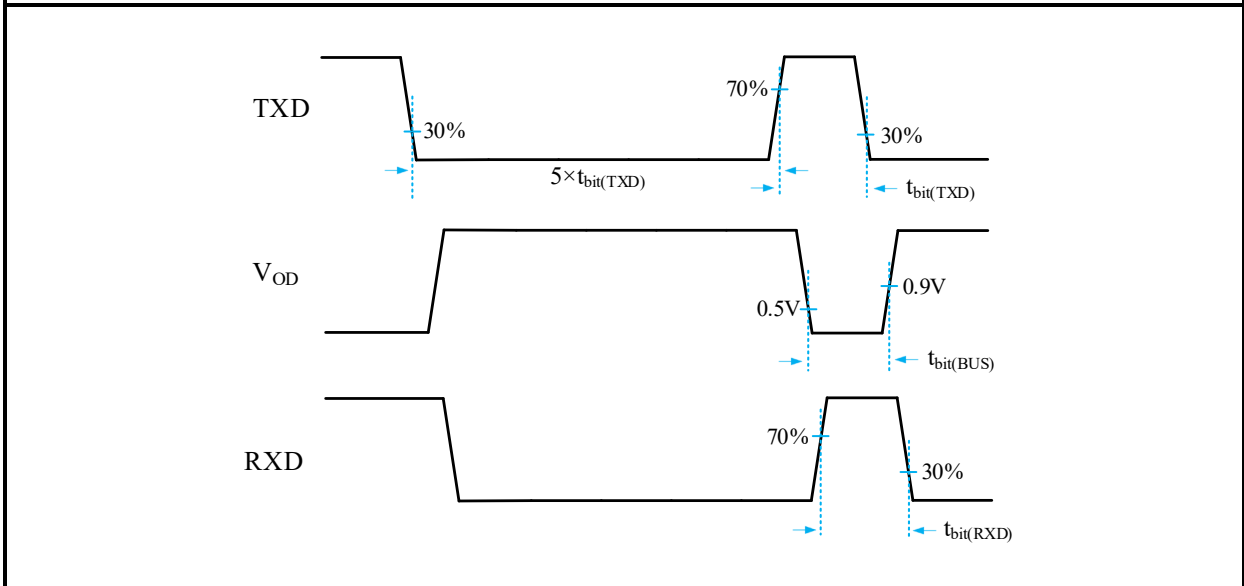 70%
TXD
30%
30%
5×tbit(TXD)
tbit(TXD)
VOD
0.9V
0.5V
tbit(BUS)
70%
RXD
30%
tbit(RXD)